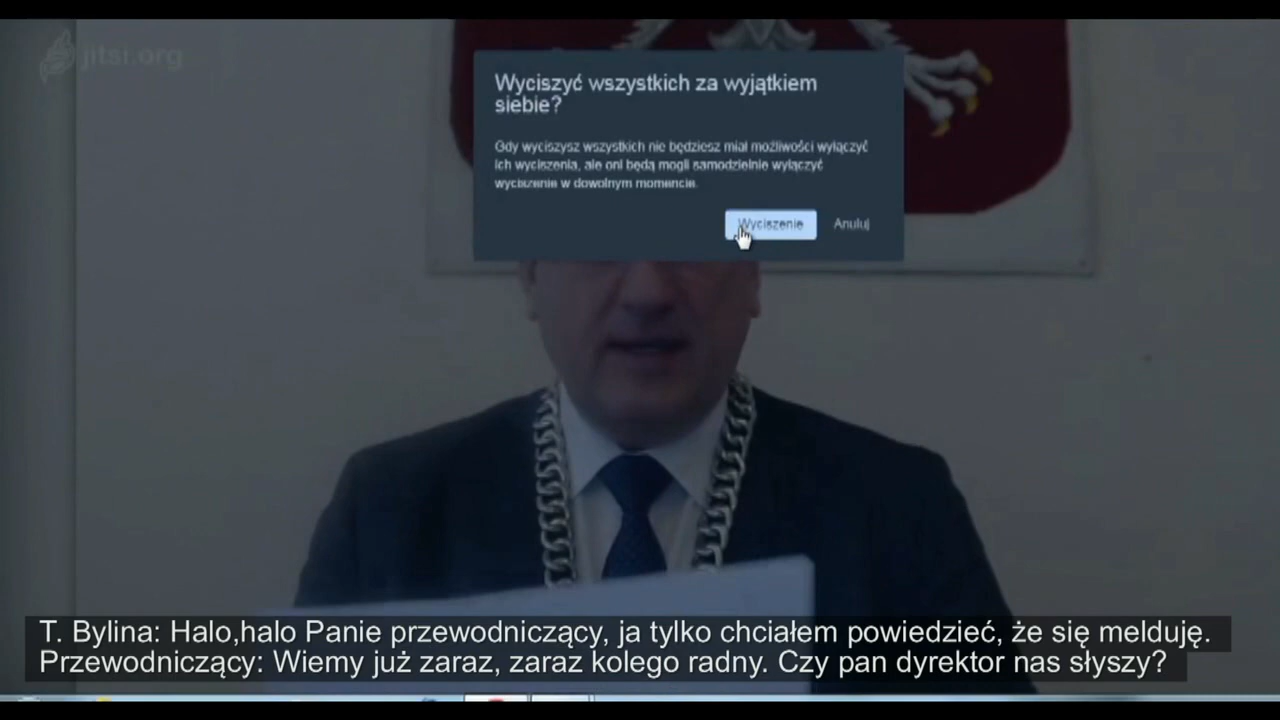 jitsi.org
Wyciszyć wszystkich za wyjątkiem
siebie?
Gdy wyciszysz wszystkich nie będziesz miał możliwości wyłączyć
ich wyciszenia, ale oni będą mogli samodzielnie wyłączyć
wyciszenie w dowolnym momencie.
Wyciszenie
Anuluj
T. Bylina: Halo,halo Panie przewodniczący, ja tylko chciałem powiedzieć, że się melduję.
Przewodniczący: Wiemy już zaraz, zaraz kolego radny. Czy pan dyrektor nas słyszy?